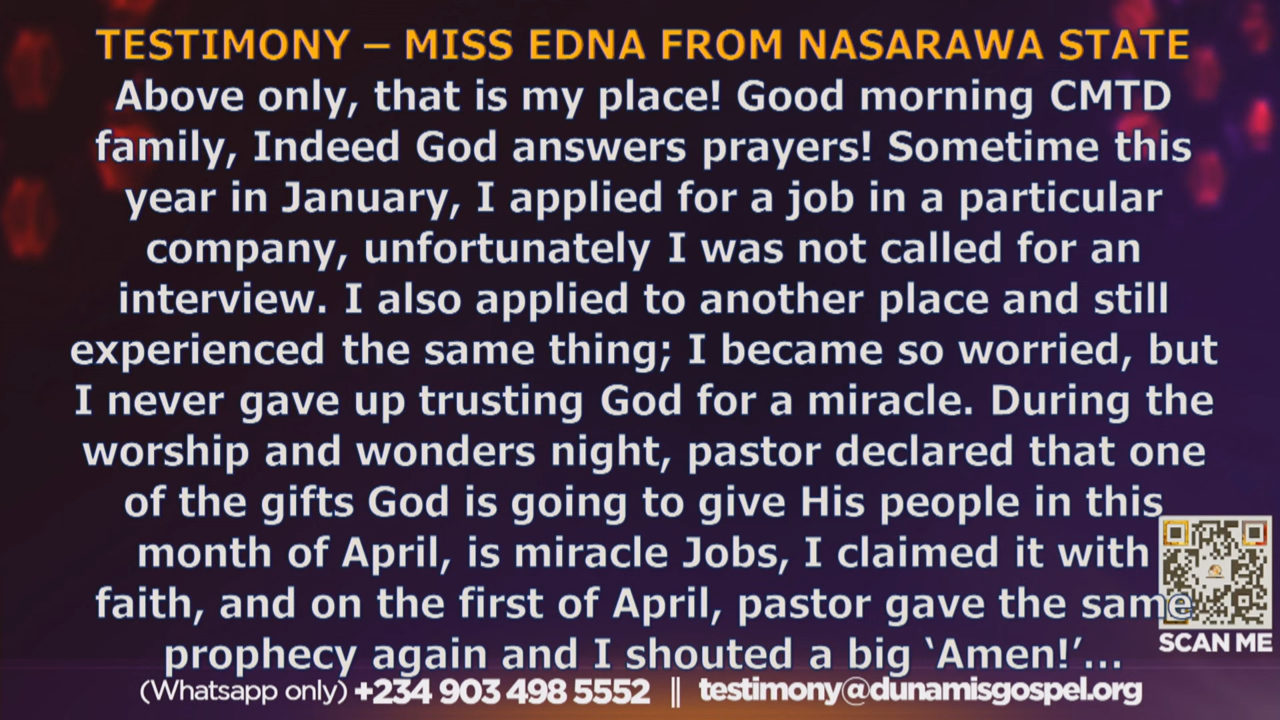 TESTIMONY – MISS EDNA FROM NASARAWA STATE
Above only, that is my place! Good morning CMTD
family, Indeed God answers prayers! Sometime this
year in January, I applied for a job in a particular
company, unfortunately I was not called for an
interview. I also applied to another place and still
experienced the same thing; I became so worried, but
I never gave up trusting God for a miracle. During the
worship and wonders night, pastor declared that one
of the gifts God is going to give His people in this
month of April, is miracle Jobs, I claimed it with
faith, and on the first of April, pastor gave the same
prophecy again and I shouted a big ‘Amen!’...
SCAN ME
(Whatsapp only) +234 903 498 5552 || testimony@dunamisgospel.org